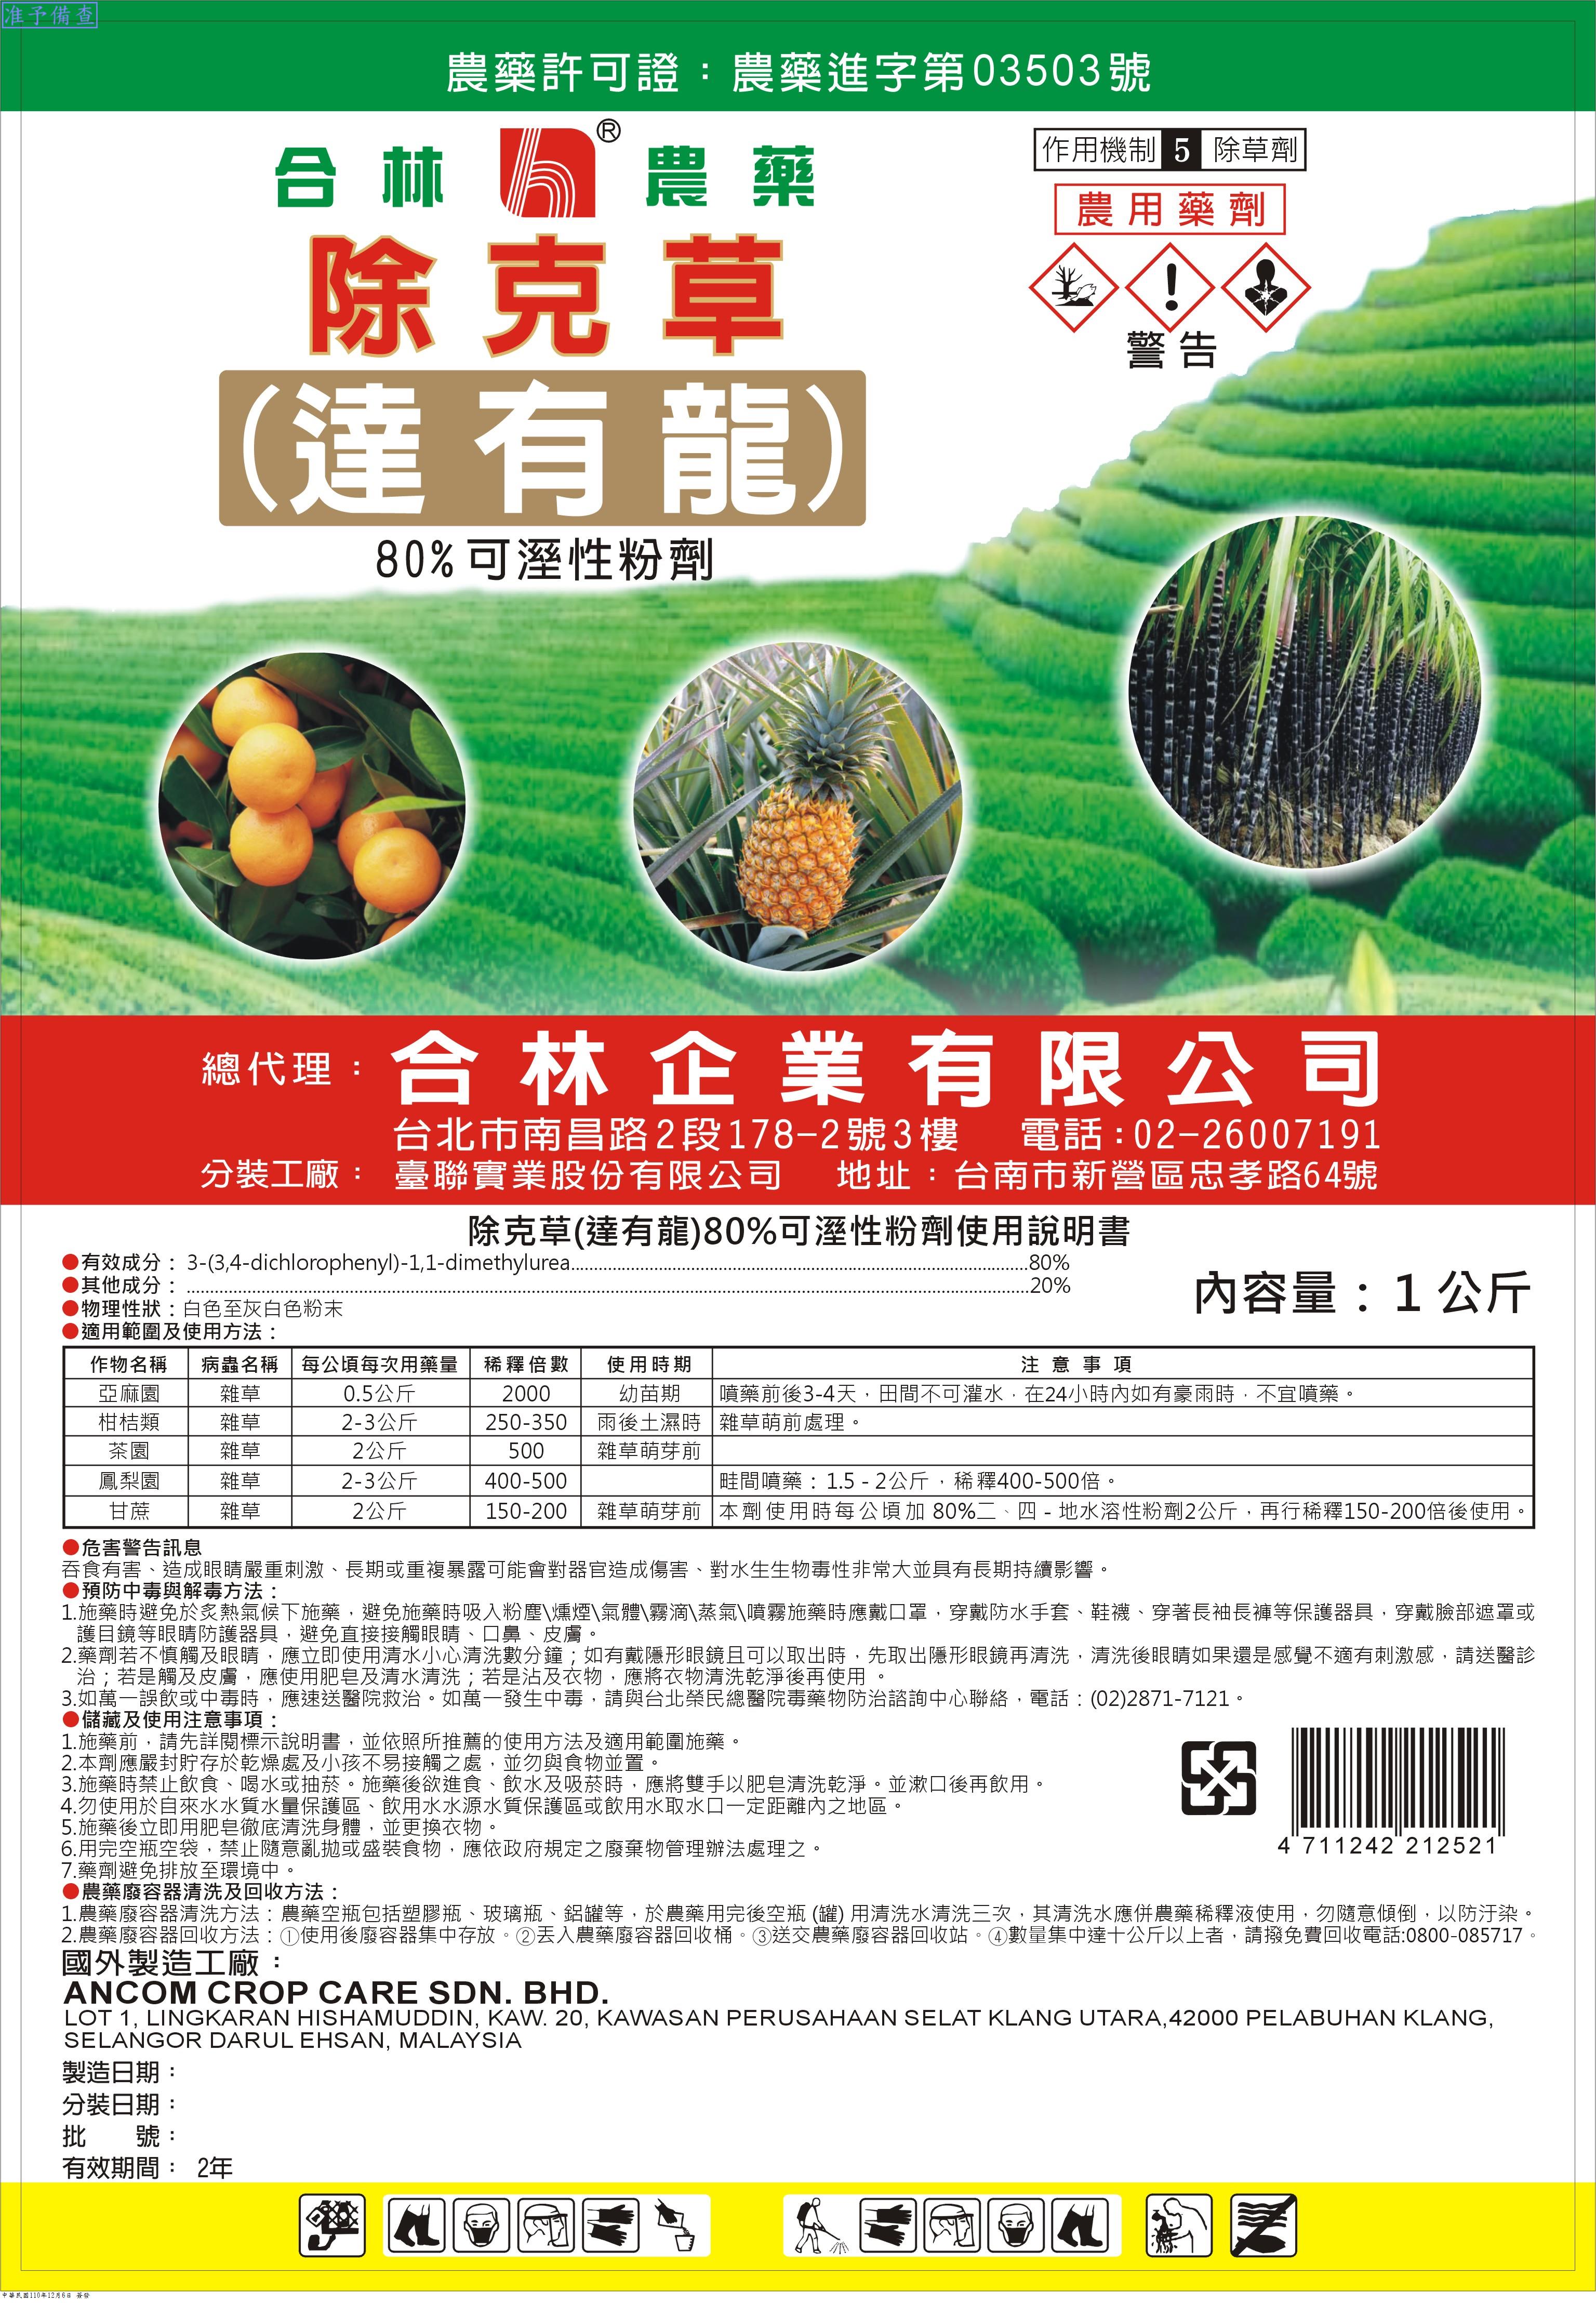 准予備查
農藥許可證：農藥進字第03503號
合林 ® 農藥
作用機制 5 除草劑
農用藥劑
除克草
警告
(達有龍)
80%可溼性粉劑
總代理：合林企業有限公司
台北市南昌路2段178-2號3樓 電話:02-26007191
分裝工廠：臺聯實業股份有限公司 地址：台南市新營區忠孝路64號
除克草(達有龍)80%可溼性粉劑使用說明書
●有效成分：3-(3,4-dichlorophenyl)-1,1-dimethylurea.....80%
●其他成分：.....20%
●物理性狀：白色至灰白色粉末
內容量：1公斤
●適用範圍及使用方法：
作物名稱 病蟲名稱 每公頃每次用藥量 稀釋倍數 使用時期 注意事項
亞麻園 雜草 0.5公斤 2000 幼苗期 噴藥前後3-4天，田間不可灌水，在24小時內如有豪雨時，不宜噴藥。
柑桔類 雜草 2-3公斤 250-350 雨後土濕時 雜草萌前處理。
茶園 雜草 2公斤 500 雜草萌芽前
鳳梨園 雜草 2-3公斤 400-500 畦間噴藥：1.5 - 2公斤，稀釋400-500倍。
甘蔗 雜草 2公斤 150-200 雜草萌芽前 本劑使用時每公頃加 80%二、四 - 地水溶性粉劑2公斤，再行稀釋150-200倍後使用。
●危害警告訊息
吞食有害、造成眼睛嚴重刺激、長期或重複暴露可能會對器官造成傷害、對水生生物毒性非常大並具有長期持續影響。
●預防中毒與解毒方法：
1.施藥時避免於炙熱氣候下施藥，避免施藥時吸入粉塵\燻煙\氣體\霧滴\蒸氣\噴霧施藥時應戴口罩，穿戴防水手套、鞋襪、穿著長袖長褲等保護器具，穿戴臉部遮罩或
護目鏡等眼睛防護器具，避免直接接觸眼睛、口鼻、皮膚。
2.藥劑若不慎觸及眼睛，應立即使用清水小心清洗數分鐘；如有戴隱形眼鏡且可以取出時，先取出隱形眼鏡再清洗，清洗後眼睛如果還是感覺不適有刺激感，請送醫診
治；若是觸及皮膚，應使用肥皂及清水清洗；若是沾及衣物，應將衣物清洗乾淨後再使用。
3.如萬一誤飲或中毒時，應速送醫院救治。如萬一發生中毒，請與台北榮民總醫院毒藥物防治諮詢中心聯絡，電話：(02)2871-7121。
●儲藏及使用注意事項：
1.施藥前，請先詳閱標示說明書，並依照所推薦的使用方法及適用範圍施藥。
2.本劑應嚴封貯存於乾燥處及小孩不易接觸之處，並勿與食物並置。
3.施藥時禁止飲食、喝水或抽菸。施藥後欲進食、飲水及吸菸時，應將雙手以肥皂清洗乾淨。並漱口後再飲用。
4.勿使用於自來水水質水量保護區、飲用水水源水質保護區或飲用水取水口一定距離內之地區。
5.施藥後立即用肥皂徹底清洗身體，並更換衣物。
6.用完空瓶空袋，禁止隨意亂拋或盛裝食物，應依政府規定之廢棄物管理辦法處理之。
7.藥劑避免排放至環境中。
4 711242 212521
●農藥廢容器清洗及回收方法：
1.農藥廢容器清洗方法：農藥空瓶包括塑膠瓶、玻璃瓶、鋁罐等，於農藥用完後空瓶(罐)用清洗水清洗三次，其清洗水應併農藥稀釋液使用，勿隨意傾倒，以防汙染。
2.農藥廢容器回收方法：①使用後廢容器集中存放。②丟入農藥廢容器回收桶。③送交農藥廢容器回收站。④數量集中達十公斤以上者，請撥免費回收電話:0800-085717。
國外製造工廠：
ANCOM CROP CARE SDN. BHD.
LOT 1, LINGKARAN HISHAMUDDIN, KAW. 20, KAWASAN PERUSAHAAN SELAT KLANG UTARA,42000 PELABUHAN KLANG,
SELANGOR DARUL EHSAN, MALAYSIA
製造日期：
分裝日期：
批 號：
有效期間：2年
中華民國110年12月6日 簽發